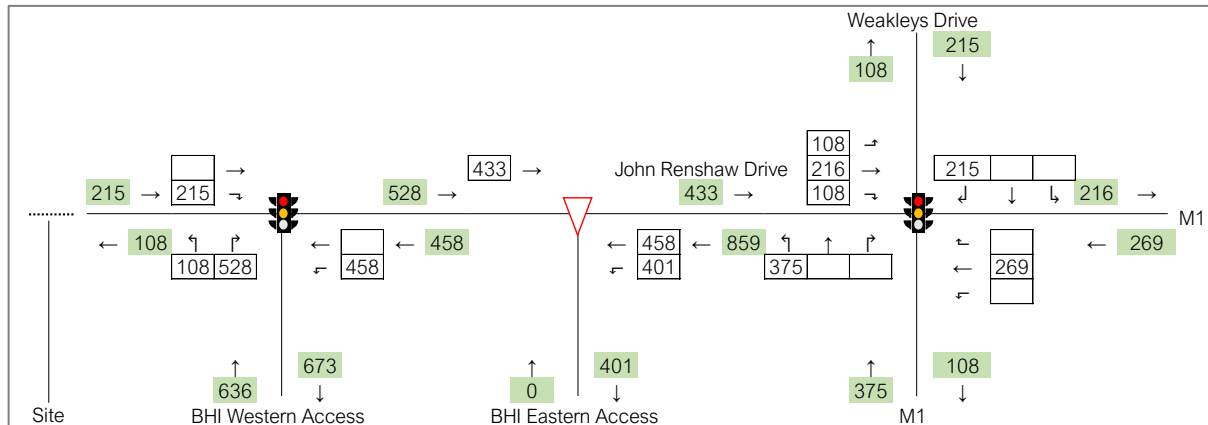 Weakleys Drive
↑ 108 215 ↓
108 ⬏
433 → John Renshaw Drive 216 → 215
215 → 215 528 → 433 → 108 ↲ ↓ ↳ 216 →
M1
← 108 ↰ ↱ ← ← 458 ← 458 ← 859 ↰ ↑ ↱ ← 269
108 528 458 401 375 ← 269
↑ 673 ↑ 401 ↑ 108
636 ↓ 0 ↓ 375 ↓
Site BHI Western Access BHI Eastern Access M1